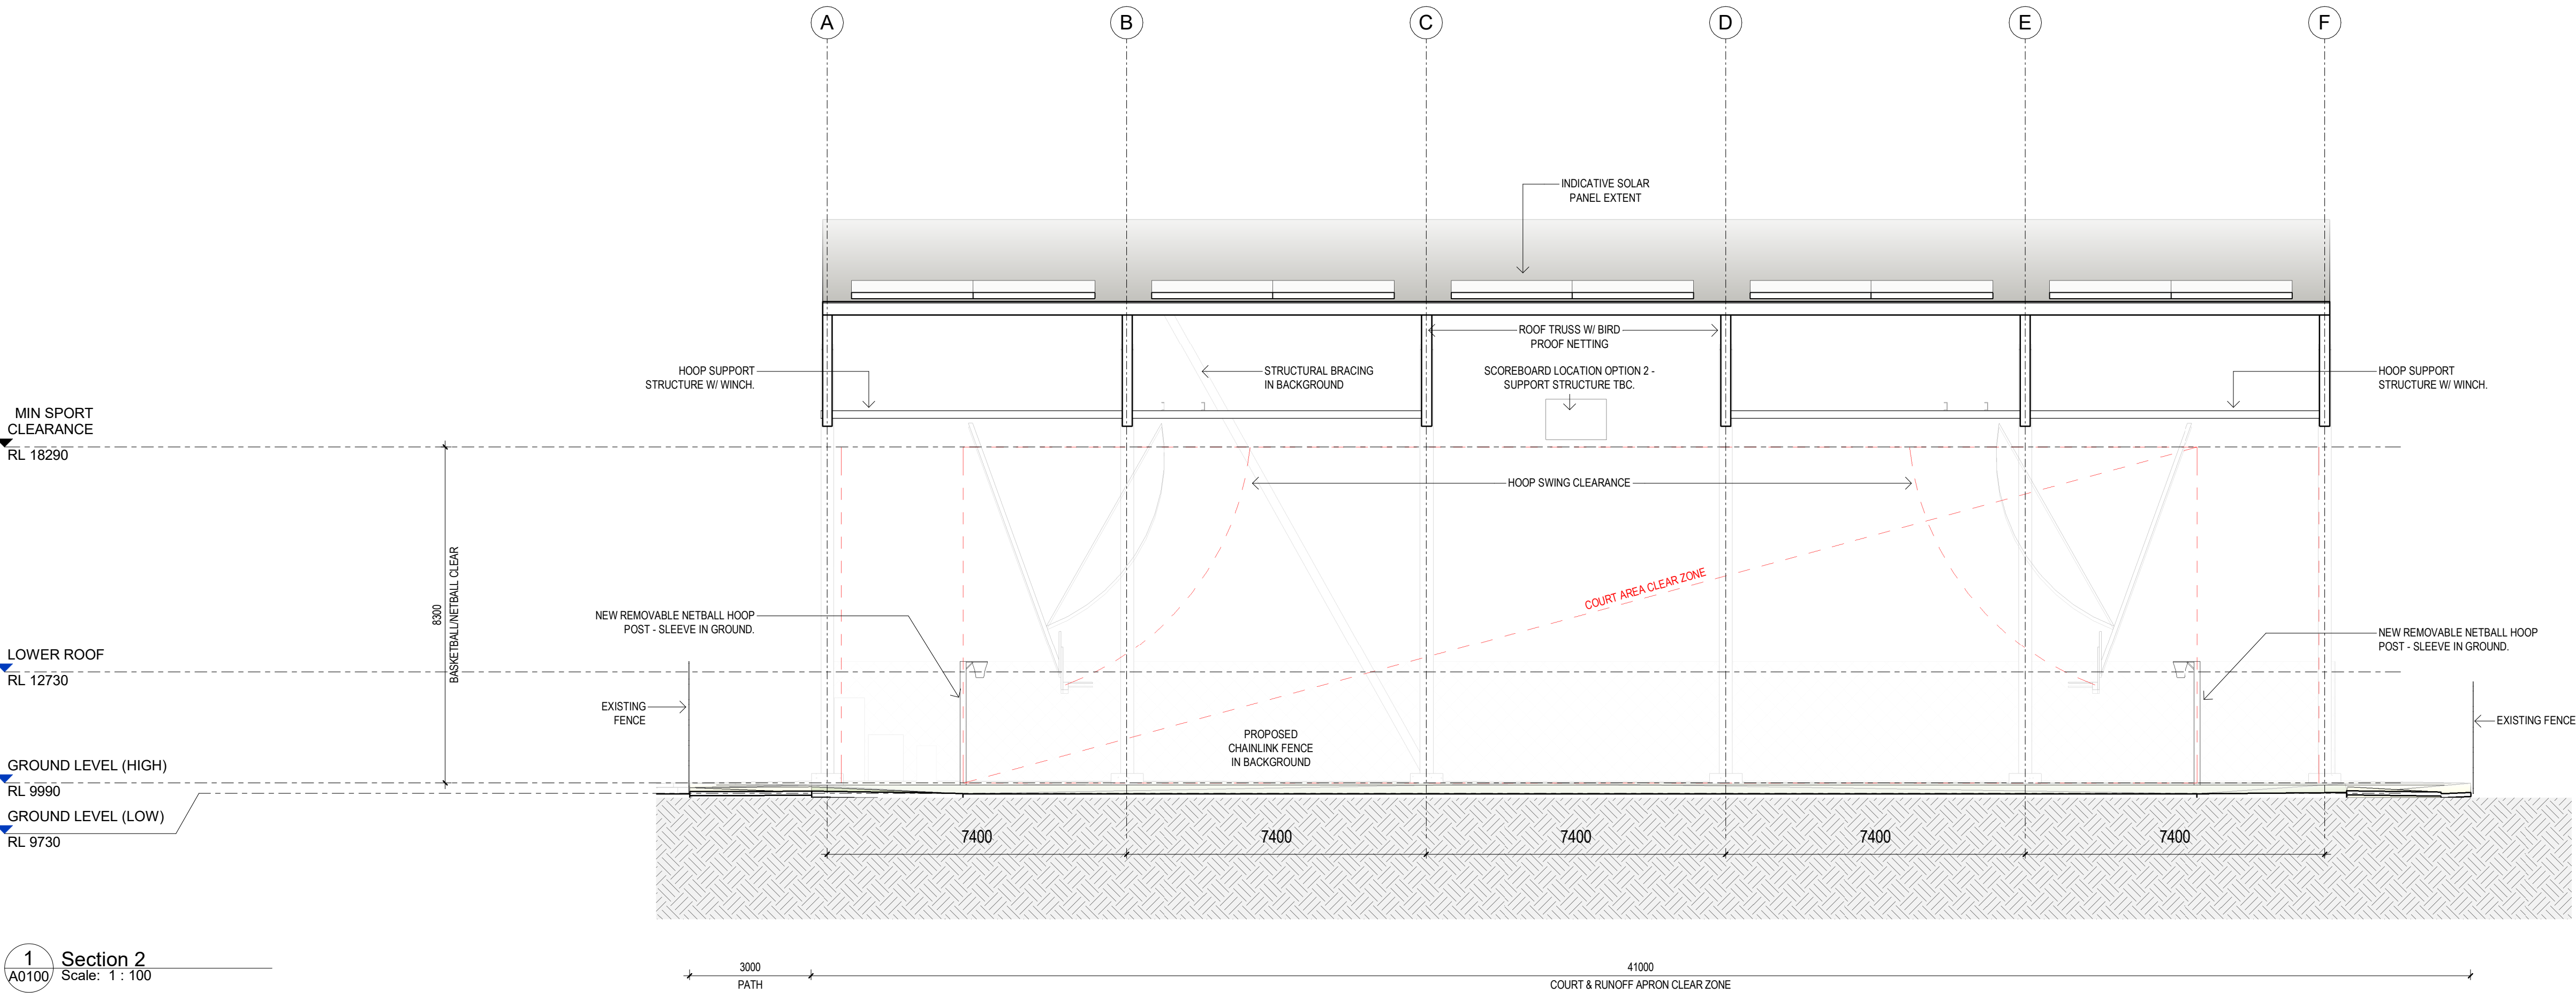 A
B
C
D
E
F
INDICATIVE SOLAR
PANEL EXTENT
ROOF TRUSS W/ BIRD
PROOF NETTING
HOOP SUPPORT
STRUCTURE W/ WINCH.
STRUCTURAL BRACING
IN BACKGROUND
SCOREBOARD LOCATION OPTION 2 -
SUPPORT STRUCTURE TBC.
HOOP SUPPORT
STRUCTURE W/ WINCH.
MIN SPORT
CLEARANCE
RL 18290
HOOP SWING CLEARANCE
8300
BASKETBALL/NETBALL CLEAR
COURT AREA CLEAR ZONE
NEW REMOVABLE NETBALL HOOP
POST - SLEEVE IN GROUND.
NEW REMOVABLE NETBALL HOOP
POST - SLEEVE IN GROUND.
LOWER ROOF
RL 12730
EXISTING
FENCE
EXISTING FENCE
PROPOSED
CHAINLINK FENCE
IN BACKGROUND
GROUND LEVEL (HIGH)
RL 9990
GROUND LEVEL (LOW)
RL 9730
7400
7400
7400
7400
7400
1
A0100
Section 2
Scale: 1 : 100
3000
PATH
41000
COURT & RUNOFF APRON CLEAR ZONE